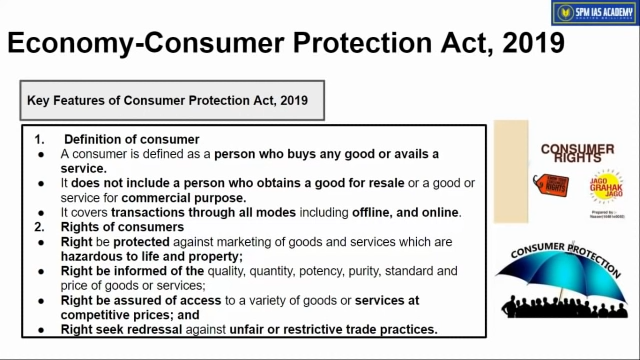 SPM IAS ACADEMY
Economy-Consumer Protection Act, 2019
Key Features of Consumer Protection Act, 2019
1. Definition of consumer
● A consumer is defined as a person who buys any good or avails a
service.
● It does not include a person who obtains a good for resale or a good or
service for commercial purpose.
● It covers transactions through all modes including offline, and online.
2. Rights of consumers
● Right be protected against marketing of goods and services which are
hazardous to life and property;
● Right be informed of the quality, quantity, potency, purity, standard and
price of goods or services;
● Right be assured of access to a variety of goods or services at
competitive prices; and
● Right seek redressal against unfair or restrictive trade practices.
CONSUMER
RIGHTS
RIGHTS
JAGO
GRAHAK
JAGO
Prepared by :
CONSUMER PROTECTION